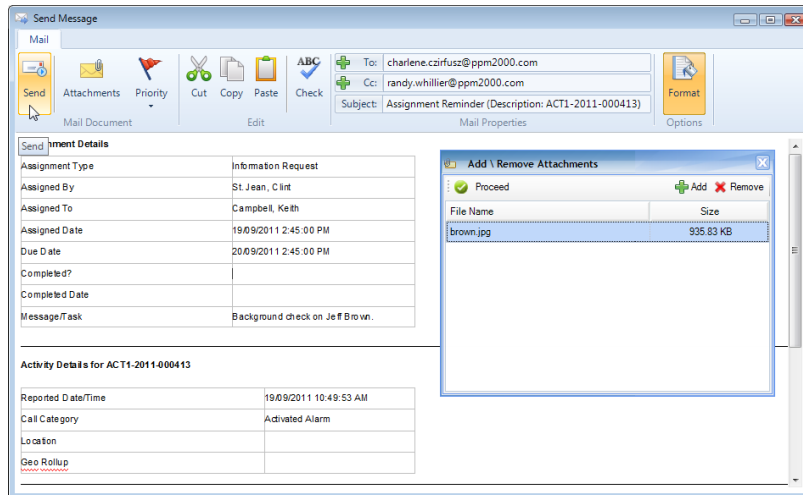 Send Message
Mail
Send
Attachments
Priority
Cut
Copy
Paste
ABC
Check
To: charlene.czirfusz@ppm2000.com
Cc: randy.whillier@ppm2000.com
Subject: Assignment Reminder (Description: ACT1-2011-000413)
Format
Mail Document
Edit
Mail Properties
Options
Send
nment Details
Assignment Type Information Request
Assigned By St. Jean, Clint
Assigned To Campbell, Keith
Assigned Date 19/09/2011 2:45:00 PM
Due Date 20/09/2011 2:45:00 PM
Completed?
Completed Date
Message/Task Background check on Jeff Brown.
Add \ Remove Attachments
Proceed
Add
Remove
File Name Size
brown.jpg 935.83 KB
Activity Details for ACT1-2011-000413
Reported Date/Time 19/09/2011 10:49:53 AM
Call Category Activated Alarm
Location
Geo Rollup